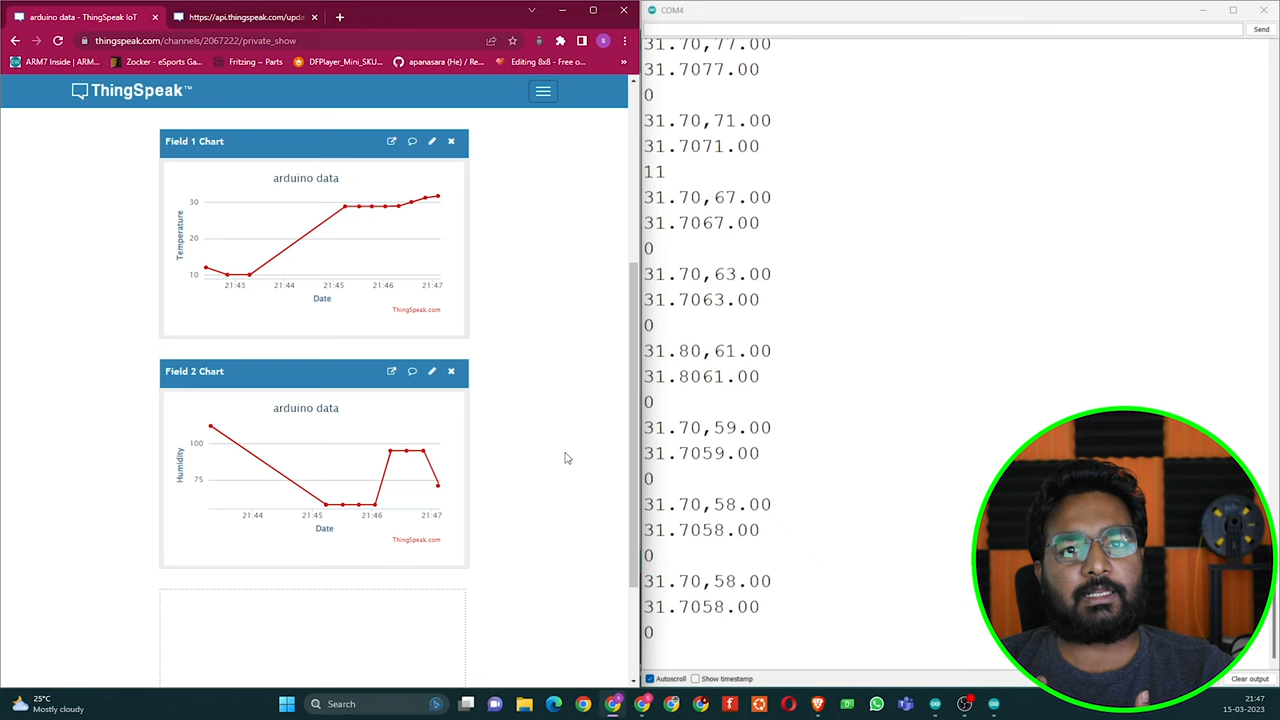 arduino data - ThingSpeak IoT
https://api.thingspeak.com/upda
thingspeak.com/channels/2067222/private_show
ARM7 Inside | ARM...
Zocker - eSports Ga...
Fritzing ~ Parts
DFPlayer_Mini_SKU...
apanasara (He) / Re...
Editing 8x8 - Free o...
»
ThingSpeak™
Field 1 Chart
arduino data
Temperature
30
20
10
21:43 21:44 21:45 21:46 21:47
Date
ThingSpeak.com
Field 2 Chart
arduino data
Humidity
100
75
21:44 21:45 21:46 21:47
Date
ThingSpeak.com
COM4
Send
31.70,77.00
31.7077.00
0
31.70,71.00
31.7071.00
11
31.70,67.00
31.7067.00
0
31.70,63.00
31.7063.00
0
31.80,61.00
31.8061.00
0
31.70,59.00
31.7059.00
0
31.70,58.00
31.7058.00
0
31.70,58.00
31.7058.00
0
Autoscroll Show timestamp
Clear output
25°C
Mostly cloudy
Search
21:47
15-03-2023